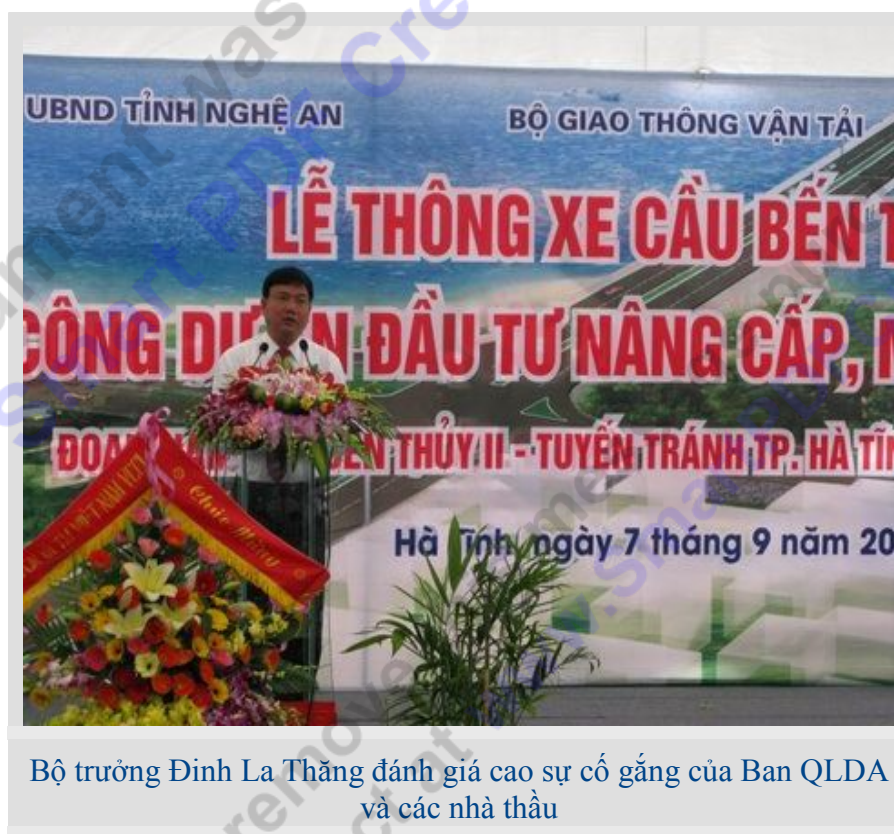 UBND TỈNH NGHỆ AN
BỘ GIAO THÔNG VẬN TẢI
LỄ THÔNG XE CẦU BẾN
CÔNG ĐẦU TƯ NÂNG CẤP,
THỦY II - TUYẾN TRÁNH TP. HÀ TĨN
Hà Tĩnh, ngày 7 tháng 9 năm 20
Chúc Mừng
Bộ trưởng Đinh La Thăng đánh giá cao sự cố gắng của Ban QLDA
và các nhà thầu